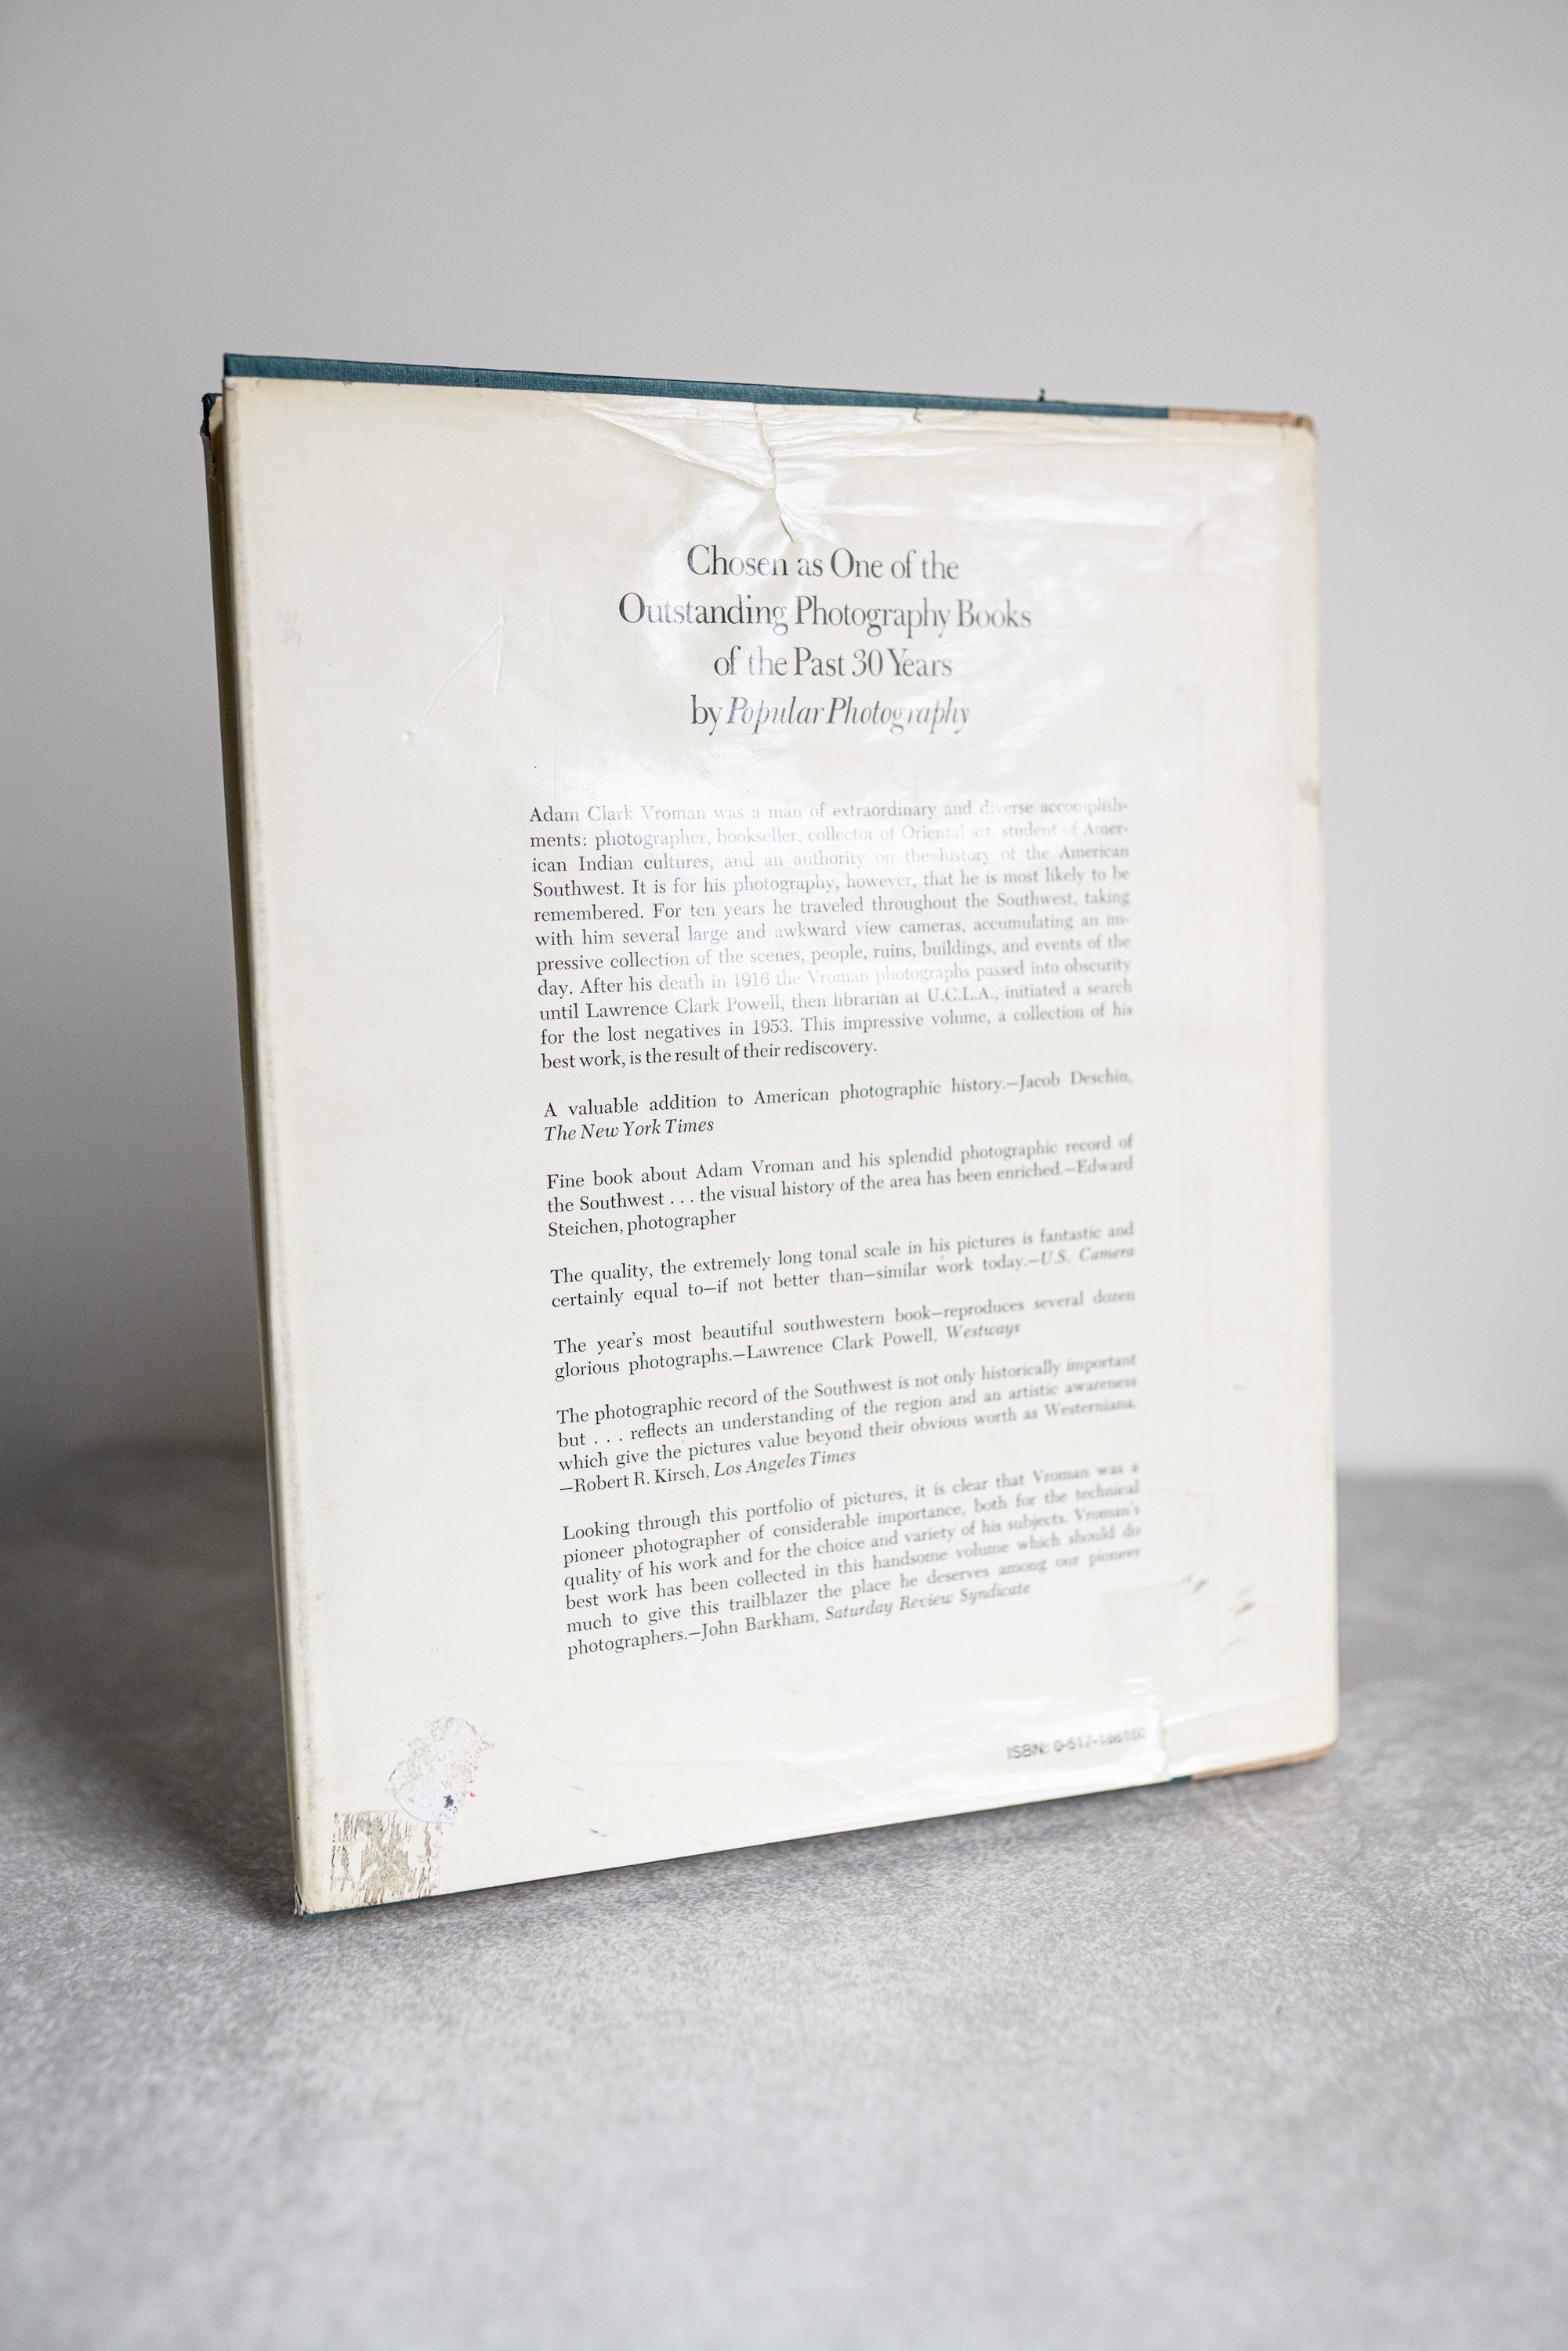 Chosen as One of the
Outstanding Photography Books
of the Past 30 Years
by Popular Photography
Adam Clark Vroman was a man of extraordinary and diverse accomplish-
ments: photographer, bookseller, collector of Oriental art, student of Amer-
ican Indian cultures, and an authority on the history of the American
Southwest. It is for his photography, however, that he is most likely to be
remembered. For ten years he traveled throughout the Southwest, taking
with him several large and awkward view cameras, accumulating an im-
pressive collection of the scenes, people, ruins, buildings, and events of the
day. After his death in 1916 the Vroman photographs passed into obscurity
until Lawrence Clark Powell, then librarian at U.C.L.A., initiated a search
for the lost negatives in 1953. This impressive volume, a collection of his
best work, is the result of their rediscovery.
A valuable addition to American photographic history.—Jacob Deschin,
The New York Times
Fine book about Adam Vroman and his splendid photographic record of
the Southwest . . . the visual history of the area has been enriched.—Edward
Steichen, photographer
The quality, the extremely long tonal scale in his pictures is fantastic and
certainly equal to—if not better than—similar work today.—U.S. Camera
The year's most beautiful southwestern book—reproduces several dozen
glorious photographs.—Lawrence Clark Powell, Westways
The photographic record of the Southwest is not only historically important
but . . . reflects an understanding of the region and an artistic awareness
which give the pictures value beyond their obvious worth as Westerniana.
—Robert R. Kirsch, Los Angeles Times
Looking through this portfolio of pictures, it is clear that Vroman was a
pioneer photographer of considerable importance, both for the technical
quality of his work and for the choice and variety of his subjects. Vroman's
best work has been collected in this handsome volume which should do
much to give this trailblazer the place he deserves among our pioneer
photographers.—John Barkham, Saturday Review Syndicate
ISBN: